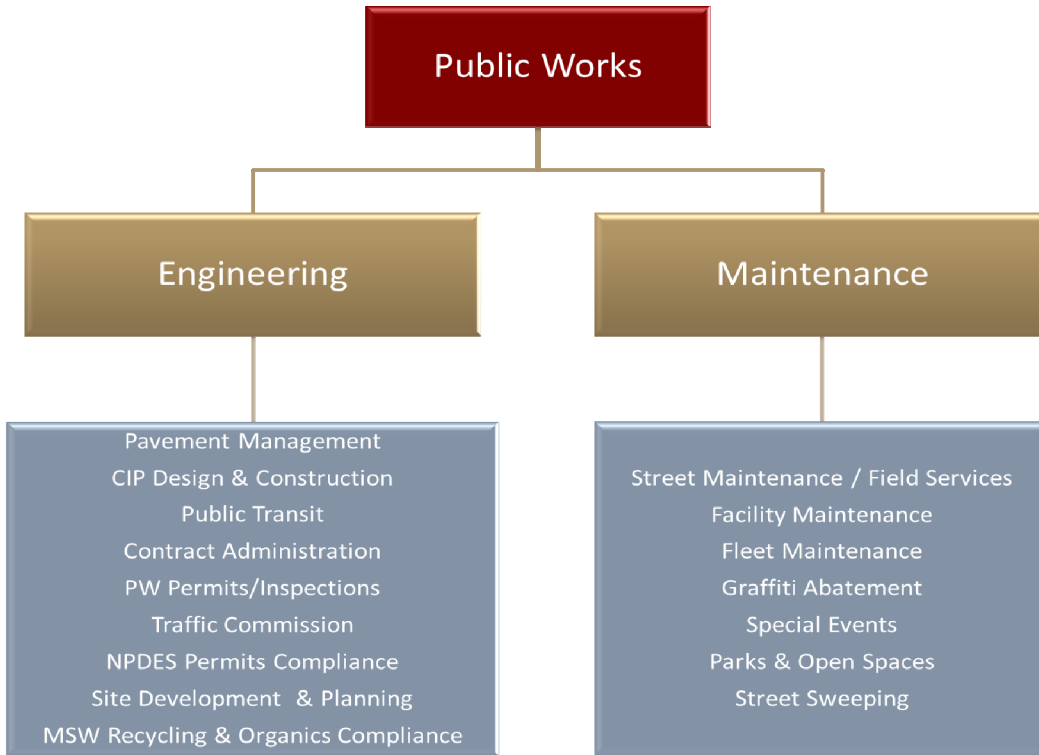 Public Works
Engineering
Maintenance
Pavement Management
CIP Design & Construction
Public Transit
Contract Administration
PW Permits/Inspections
Traffic Commission
NPDES Permits Compliance
Site Development & Planning
MSW Recycling & Organics Compliance
Street Maintenance / Field Services
Facility Maintenance
Fleet Maintenance
Graffiti Abatement
Special Events
Parks & Open Spaces
Street Sweeping